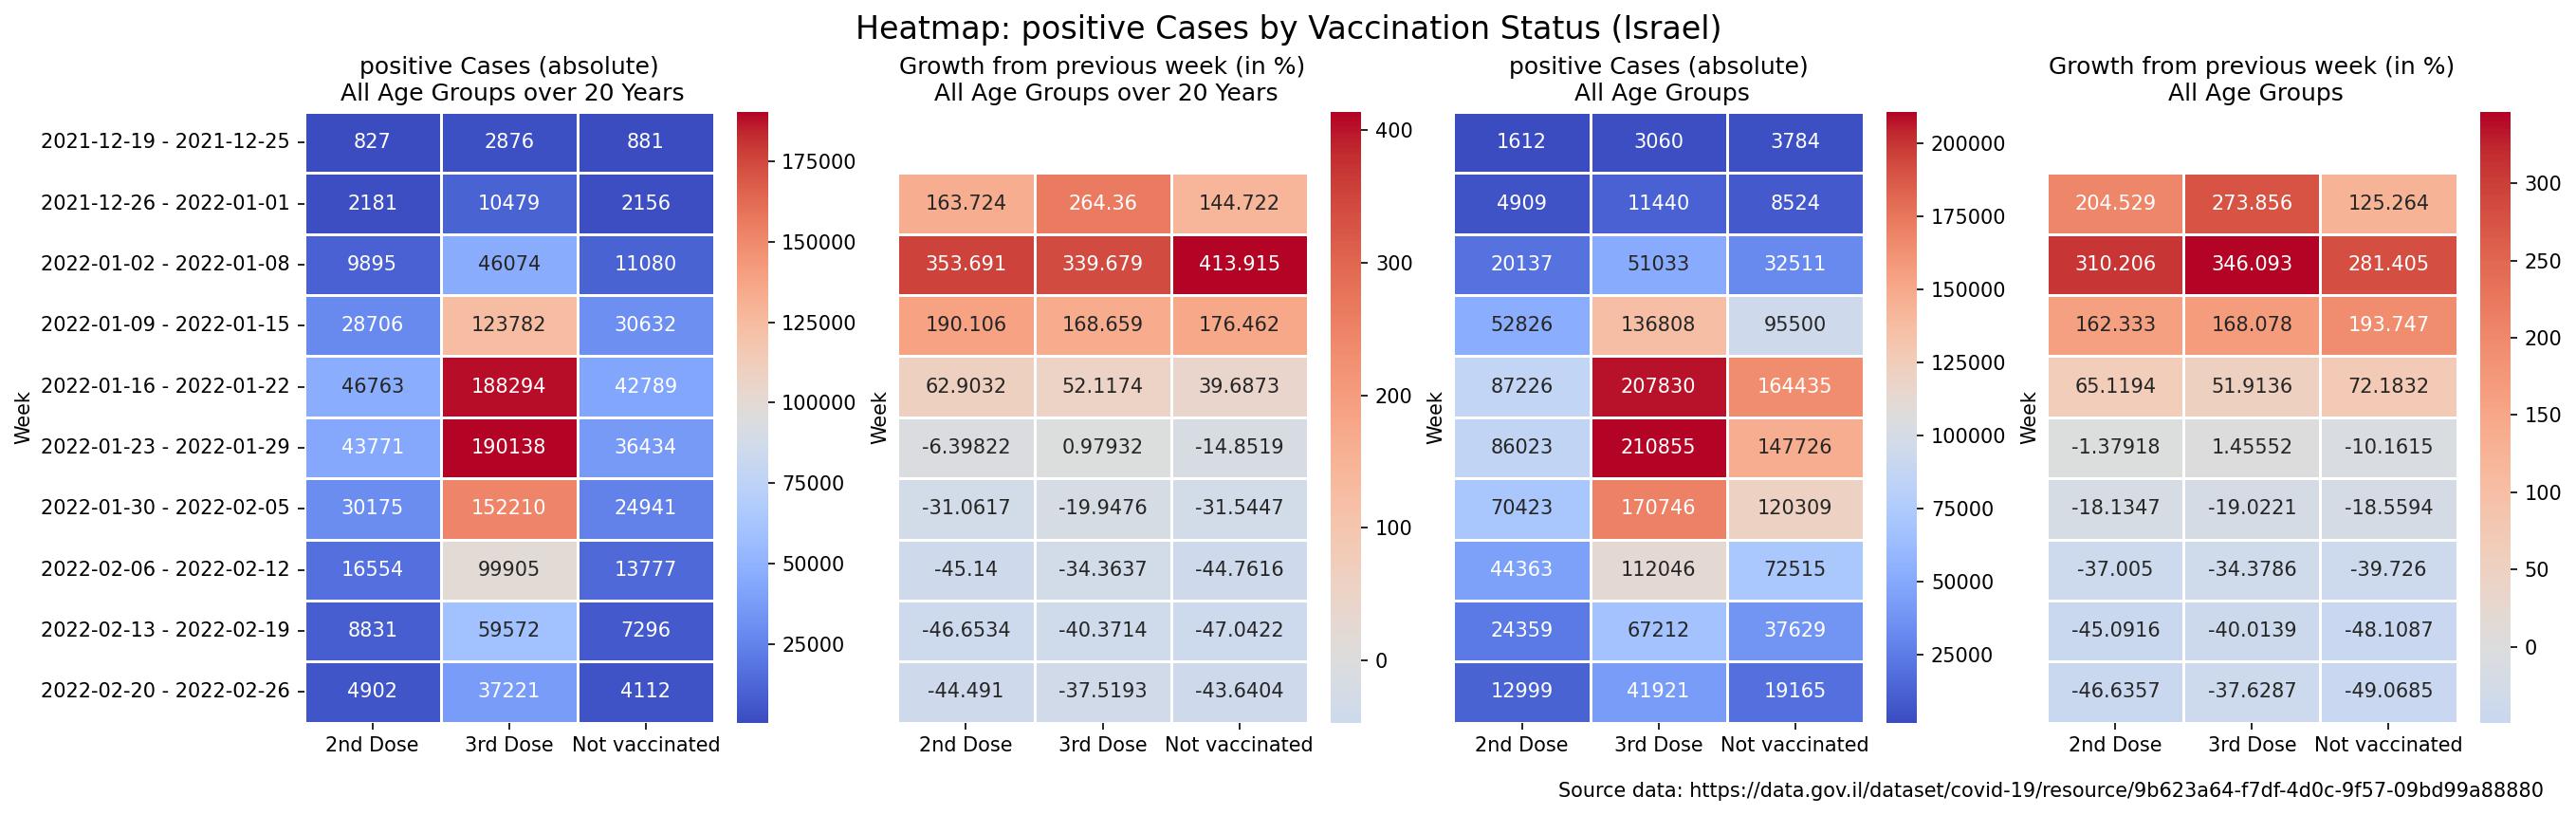 Heatmap: positive Cases by Vaccination Status (Israel)
positive Cases (absolute)
All Age Groups over 20 Years
Week
2021-12-19 - 2021-12-25 827 2876 881
2021-12-26 - 2022-01-01 2181 10479 2156
2022-01-02 - 2022-01-08 9895 46074 11080
2022-01-09 - 2022-01-15 28706 123782 30632
2022-01-16 - 2022-01-22 46763 188294 42789
2022-01-23 - 2022-01-29 43771 190138 36434
2022-01-30 - 2022-02-05 30175 152210 24941
2022-02-06 - 2022-02-12 16554 99905 13777
2022-02-13 - 2022-02-19 8831 59572 7296
2022-02-20 - 2022-02-26 4902 37221 4112
2nd Dose 3rd Dose Not vaccinated
175000
150000
125000
100000
75000
50000
25000
Growth from previous week (in %)
All Age Groups over 20 Years
Week
163.724 264.36 144.722
353.691 339.679 413.915
190.106 168.659 176.462
62.9032 52.1174 39.6873
-6.39822 0.97932 -14.8519
-31.0617 -19.9476 -31.5447
-45.14 -34.3637 -44.7616
-46.6534 -40.3714 -47.0422
-44.491 -37.5193 -43.6404
2nd Dose 3rd Dose Not vaccinated
400
300
200
100
0
positive Cases (absolute)
All Age Groups
Week
1612 3060 3784
4909 11440 8524
20137 51033 32511
52826 136808 95500
87226 207830 164435
86023 210855 147726
70423 170746 120309
44363 112046 72515
24359 67212 37629
12999 41921 19165
2nd Dose 3rd Dose Not vaccinated
200000
175000
150000
125000
100000
75000
50000
25000
Growth from previous week (in %)
All Age Groups
Week
204.529 273.856 125.264
310.206 346.093 281.405
162.333 168.078 193.747
65.1194 51.9136 72.1832
-1.37918 1.45552 -10.1615
-18.1347 -19.0221 -18.5594
-37.005 -34.3786 -39.726
-45.0916 -40.0139 -48.1087
-46.6357 -37.6287 -49.0685
2nd Dose 3rd Dose Not vaccinated
300
250
200
150
100
50
0
Source data: https://data.gov.il/dataset/covid-19/resource/9b623a64-f7df-4d0c-9f57-09bd99a88880